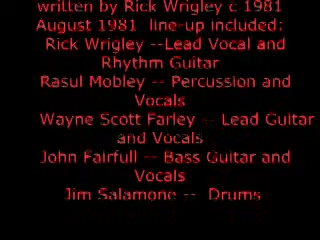 written by Rick Wrigley c 1981
August 1981  line-up included:
Rick Wrigley --Lead Vocal and
Rhythm Guitar
Rasul Mobley -- Percussion and
Vocals
Wayne Scott Farley -- Lead Guitar
and Vocals
John Fairfull -- Bass Guitar and
Vocals
Jim Salamone --  Drums